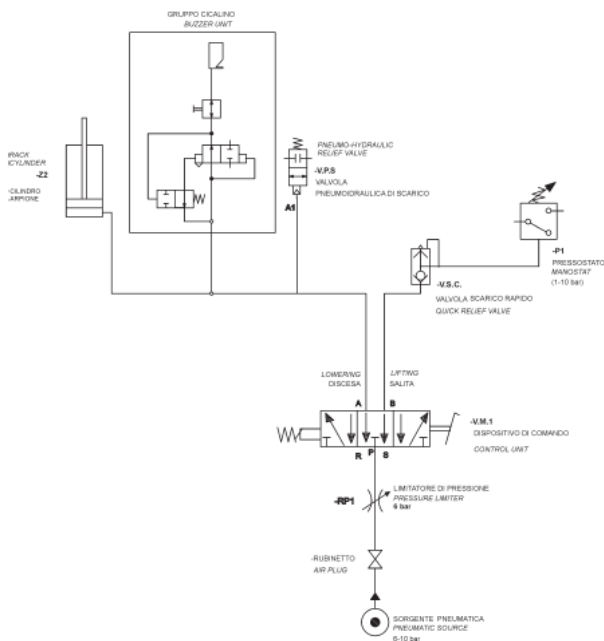 GRUPPO CICALINO
BUZZER UNIT
PNEUMO-HYDRAULIC
RELIEF VALVE
-V.P.S
VALVOLA
PNEUMOIDRAULICA DI SCARICO
A1
RACK
CYLINDER
-Z2
-CILINDRO
ARPIONE
-P1
PRESSOSTATO
MANOSTAT
(1-10 bar)
-V.S.C.
VALVOLA SCARICO RAPIDO
QUICK RELIEF VALVE
LOWERING
DISCESA
LIFTING
SALITA
A B
R P S
-V.M.1
DISPOSITIVO DI COMANDO
CONTROL UNIT
-RP1
LIMITATORE DI PRESSIONE
PRESSURE LIMITER
6 bar
-RUBINETTO
AIR PLUG
SORGENTE PNEUMATICA
PNEUMATIC SOURCE
6-10 bar